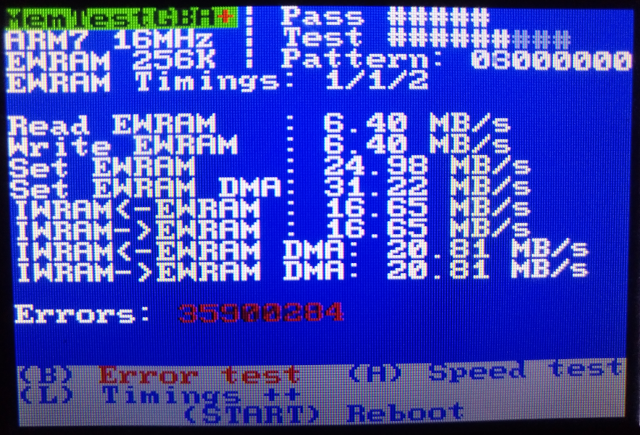 MemTestGBA+ | Pass #####
ARM7 16MHz | Test ##########
EWRAM 256K | Pattern: 08000000
EWRAM Timings: 1/1/2
Read EWRAM : 6.40 MB/s
Write EWRAM : 6.40 MB/s
Set EWRAM : 24.98 MB/s
Set EWRAM DMA: 31.22 MB/s
IWRAM<-EWRAM : 16.65 MB/s
IWRAM->EWRAM : 16.65 MB/s
IWRAM<-EWRAM DMA: 20.81 MB/s
IWRAM->EWRAM DMA: 20.81 MB/s
Errors: 35900284
(B) Error test (A) Speed test
(L) Timings ++
(START) Reboot